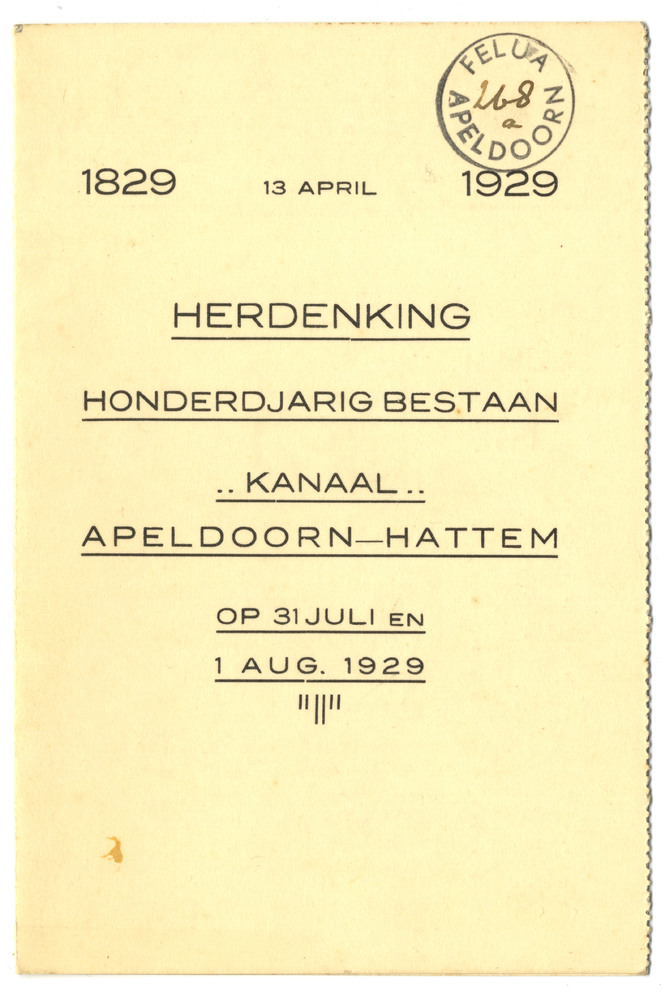 FELUA
268
a
APELDOORN
1829 13 APRIL 1929
HERDENKING
HONDERDJARIG BESTAAN
.. KANAAL ..
APELDOORN—HATTEM
OP 31 JULI EN
1 AUG. 1929